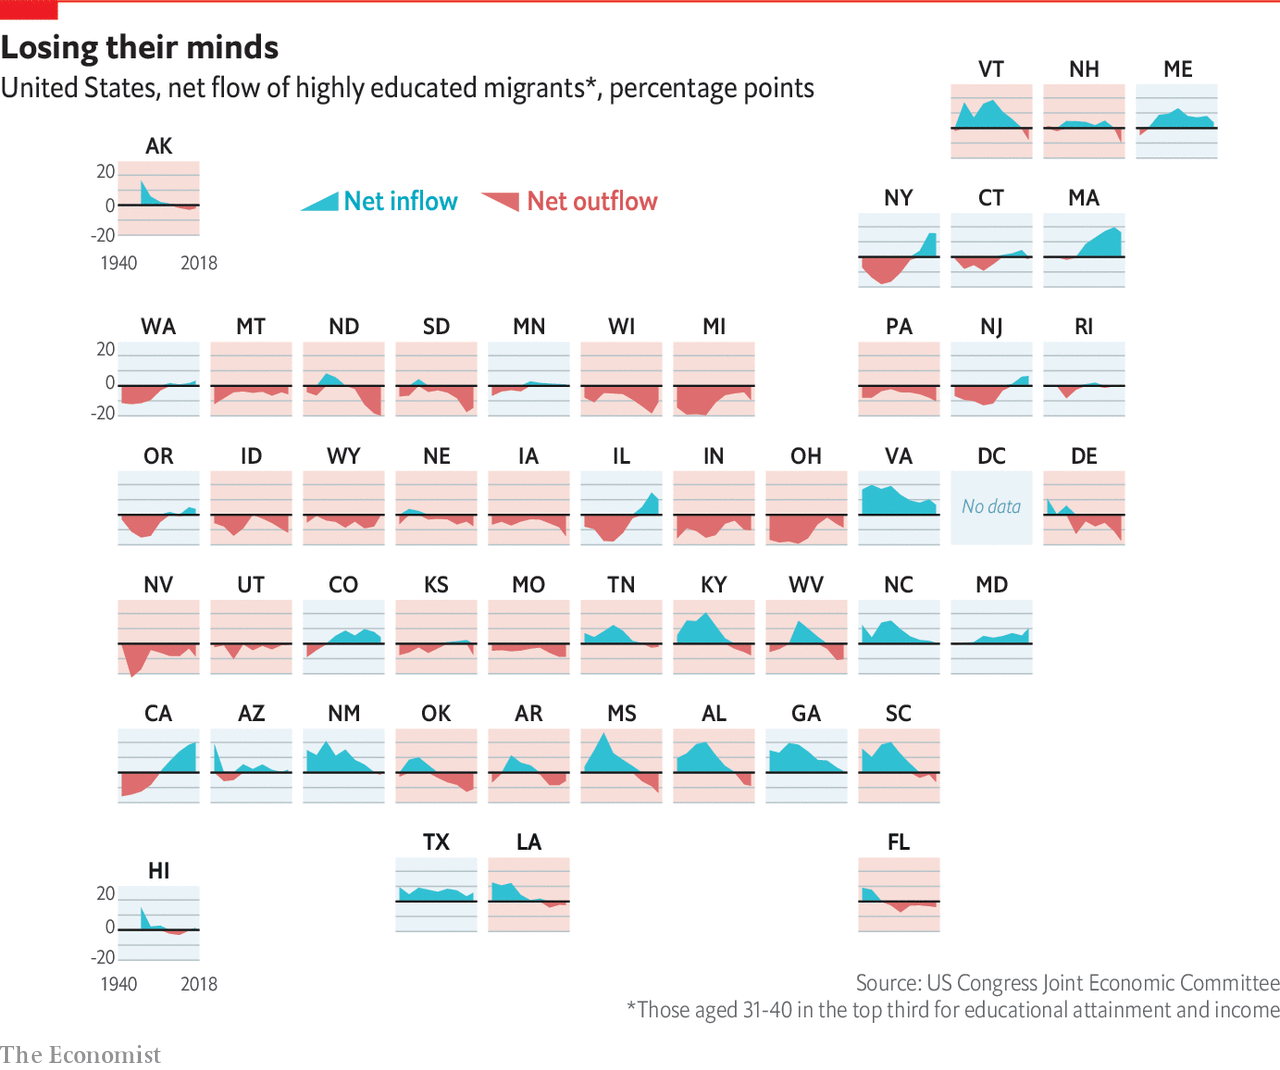 Losing their minds
United States, net flow of highly educated migrants*, percentage points
VT NH ME
AK
20
0
-20
1940 2018
Net inflow Net outflow
NY CT MA
WA MT ND SD MN WI MI PA NJ RI
20
0
-20
OR ID WY NE IA IL IN OH VA DC DE
No data
NV UT CO KS MO TN KY WV NC MD
CA AZ NM OK AR MS AL GA SC
TX LA FL
HI
20
0
-20
1940 2018
Source: US Congress Joint Economic Committee
*Those aged 31-40 in the top third for educational attainment and income
The Economist